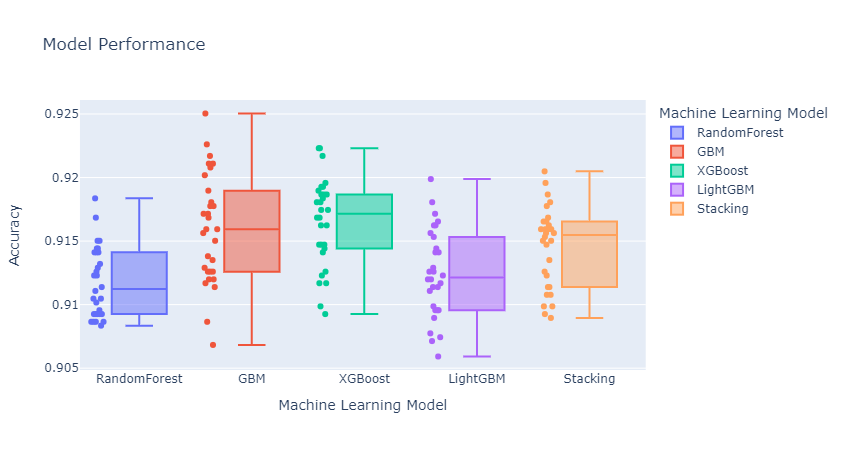 Model Performance
Machine Learning Model
RandomForest
GBM
XGBoost
LightGBM
Stacking
0.925
0.92
0.915
0.91
0.905
Accuracy
RandomForest GBM XGBoost LightGBM Stacking
Machine Learning Model